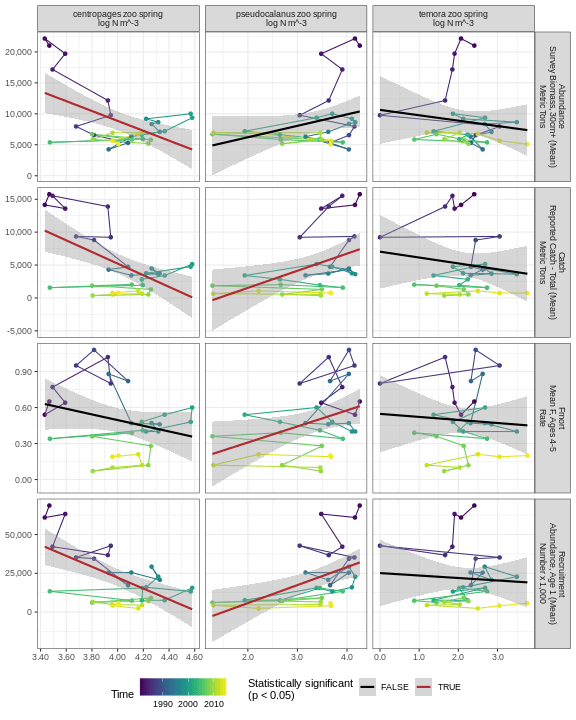 centropages zoo spring
log N m^-3
pseudocalanus zoo spring
log N m^-3
temora zoo spring
log N m^-3
20,000
15,000
10,000
5,000
0
Abundance
Survey Biomass, 30cm+ (Mean)
Metric Tons
15,000
10,000
5,000
0
-5,000
Catch
Reported Catch - Total (Mean)
Metric Tons
0.90
0.60
0.30
0.00
Fmort
Mean F, Ages 4-5
Rate
50,000
25,000
0
Recruitment
Abundance, Age 1 (Mean)
Number x 1,000
3.40 3.60 3.80 4.00 4.20 4.40 4.60
2.0 3.0 4.0
0.0 1.0 2.0 3.0
Time
1990 2000 2010
Statistically significant
(p < 0.05)
FALSE
TRUE